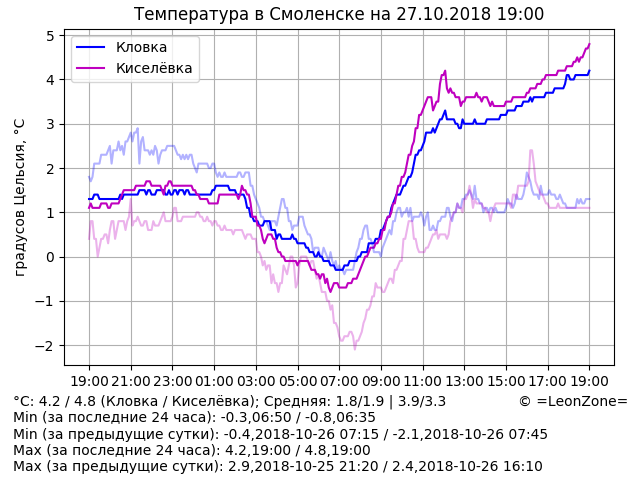 Температура в Смоленске на 27.10.2018 19:00
Кловка
Киселёвка
градусов Цельсия, °C
5
4
3
2
1
0
−1
−2
19:00 21:00 23:00 01:00 03:00 05:00 07:00 09:00 11:00 13:00 15:00 17:00 19:00
°C: 4.2 / 4.8 (Кловка / Киселёвка); Средняя: 1.8/1.9 | 3.9/3.3 © =LeonZone=
Min (за последние 24 часа): -0.3,06:50 / -0.8,06:35
Min (за предыдущие сутки): -0.4,2018-10-26 07:15 / -2.1,2018-10-26 07:45
Max (за последние 24 часа): 4.2,19:00 / 4.8,19:00
Max (за предыдущие сутки): 2.9,2018-10-25 21:20 / 2.4,2018-10-26 16:10